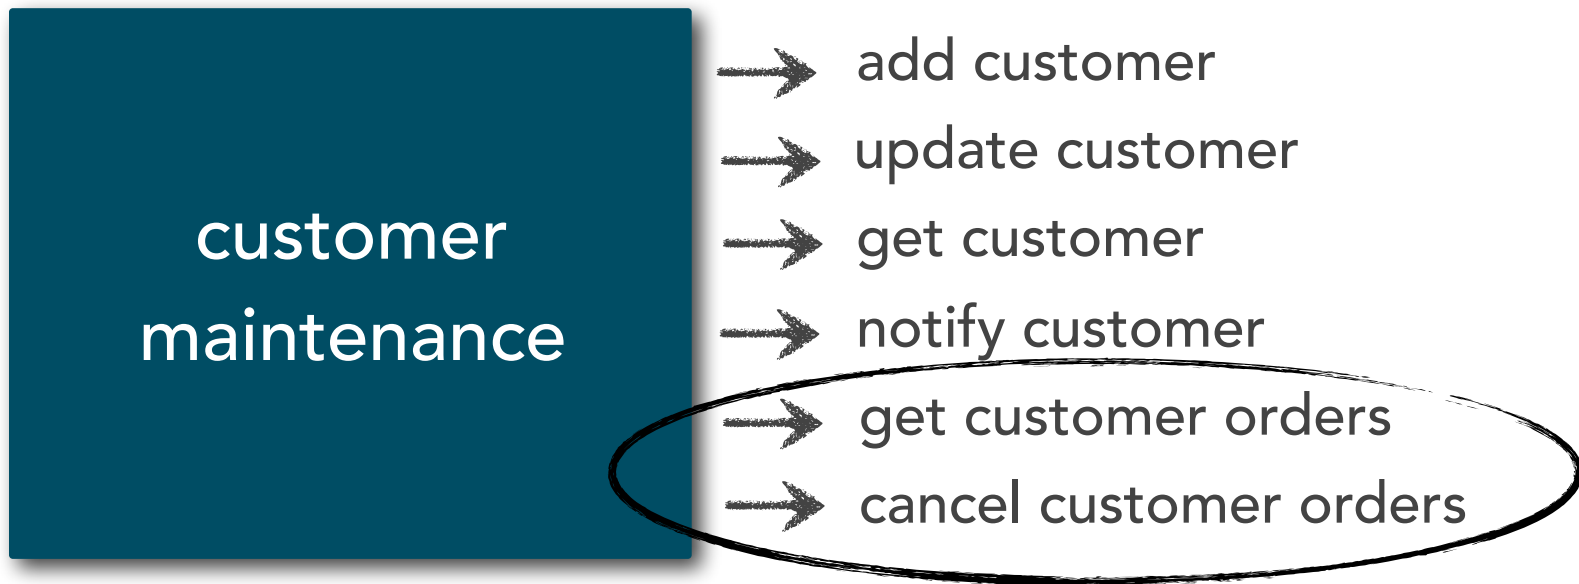 customer
maintenance
add customer
update customer
get customer
notify customer
get customer orders
cancel customer orders